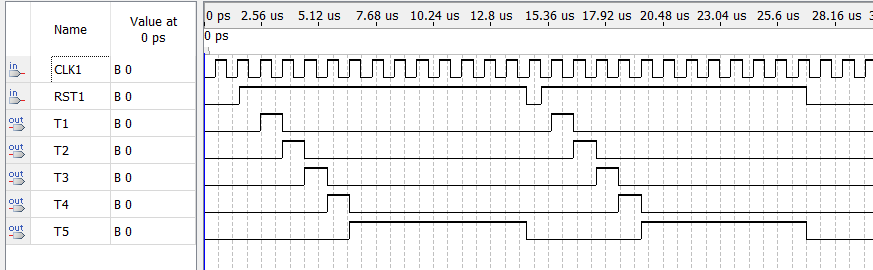 Name Value at 0 ps
0 ps 2.56 us 5.12 us 7.68 us 10.24 us 12.8 us 15.36 us 17.92 us 20.48 us 23.04 us 25.6 us 28.16 us
0 ps
in CLK1 B 0
in RST1 B 0
out T1 B 0
out T2 B 0
out T3 B 0
out T4 B 0
out T5 B 0